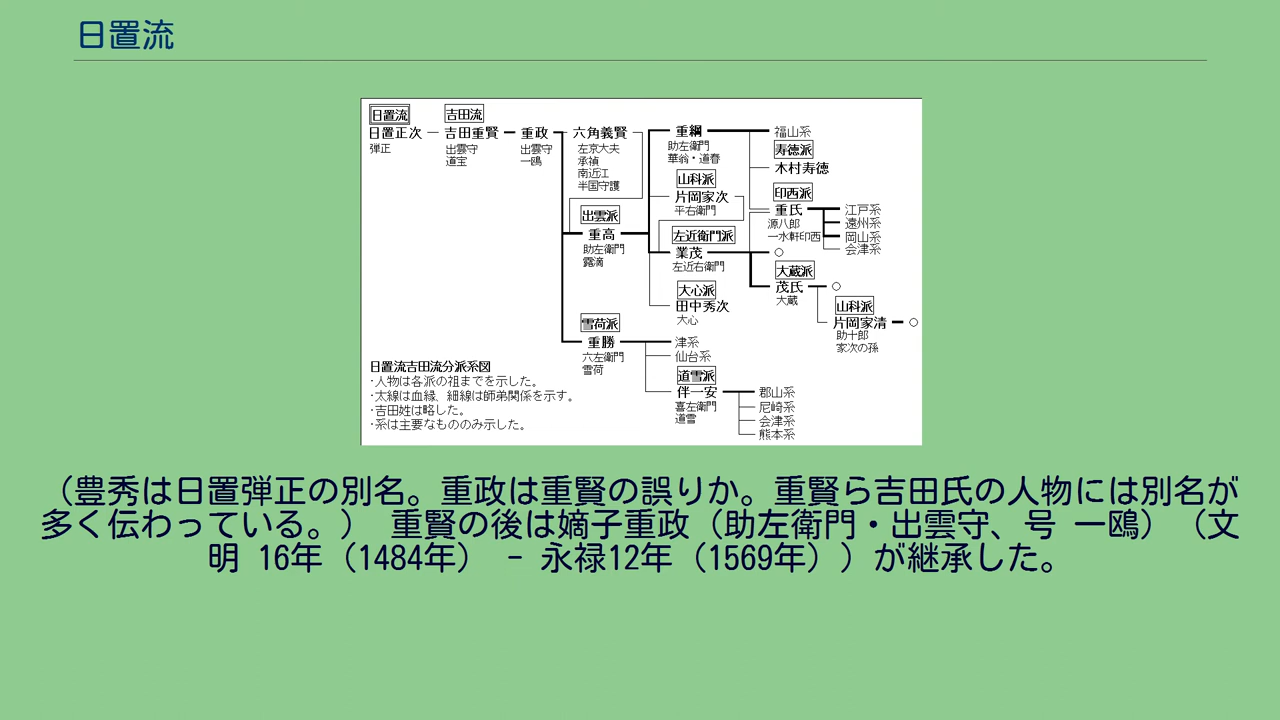 日置流
日置流
日置正次
弾正
吉田流
吉田重賢
出雲守
道宝
重政
出雲守
一鴎
六角義賢
左京大夫
承禎
南近江
半国守護
出雲派
重高
助左衛門
露滴
雪荷派
重勝
六左衛門
雪荷
重綱
助左衛門
華翁・道春
山科派
片岡家次
平右衛門
左近衛門派
業茂
左近右衛門
大心派
田中秀次
大心
津系
仙台系
道雪派
伴一安
喜左衛門
道雪
福山系
寿徳派
木村寿徳
印西派
重氏
源八郎
一水軒印西
江戸系
遠州系
岡山系
会津系
大蔵派
茂氏
大蔵
山科派
片岡家清
助十郎
家次の孫
郡山系
尼崎系
会津系
熊本系
日置流吉田流分派系図
・人物は各派の祖までを示した。
・太線は血縁、細線は師弟関係を示す。
・吉田姓は略した。
・系は主要なもののみ示した。
（豊秀は日置弾正の別名。重政は重賢の誤りか。重賢ら吉田氏の人物には別名が
多く伝わっている。） 重賢の後は嫡子重政（助左衛門・出雲守、号 一鴎）（文
明 16年（1484年） - 永禄12年（1569年））が継承した。